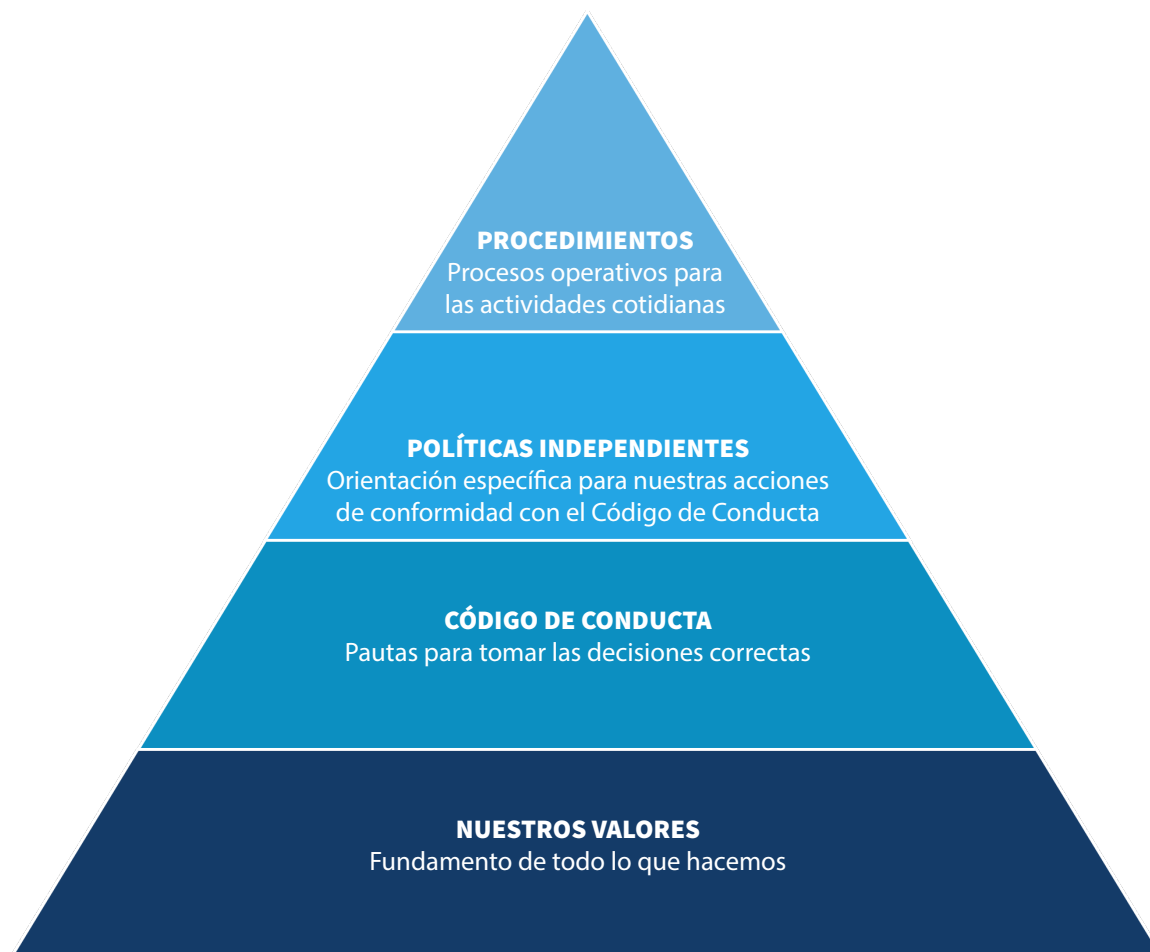 PROCEDIMIENTOS
Procesos operativos para
las actividades cotidianas
POLÍTICAS INDEPENDIENTES
Orientación específica para nuestras acciones
de conformidad con el Código de Conducta
CÓDIGO DE CONDUCTA
Pautas para tomar las decisiones correctas
NUESTROS VALORES
Fundamento de todo lo que hacemos